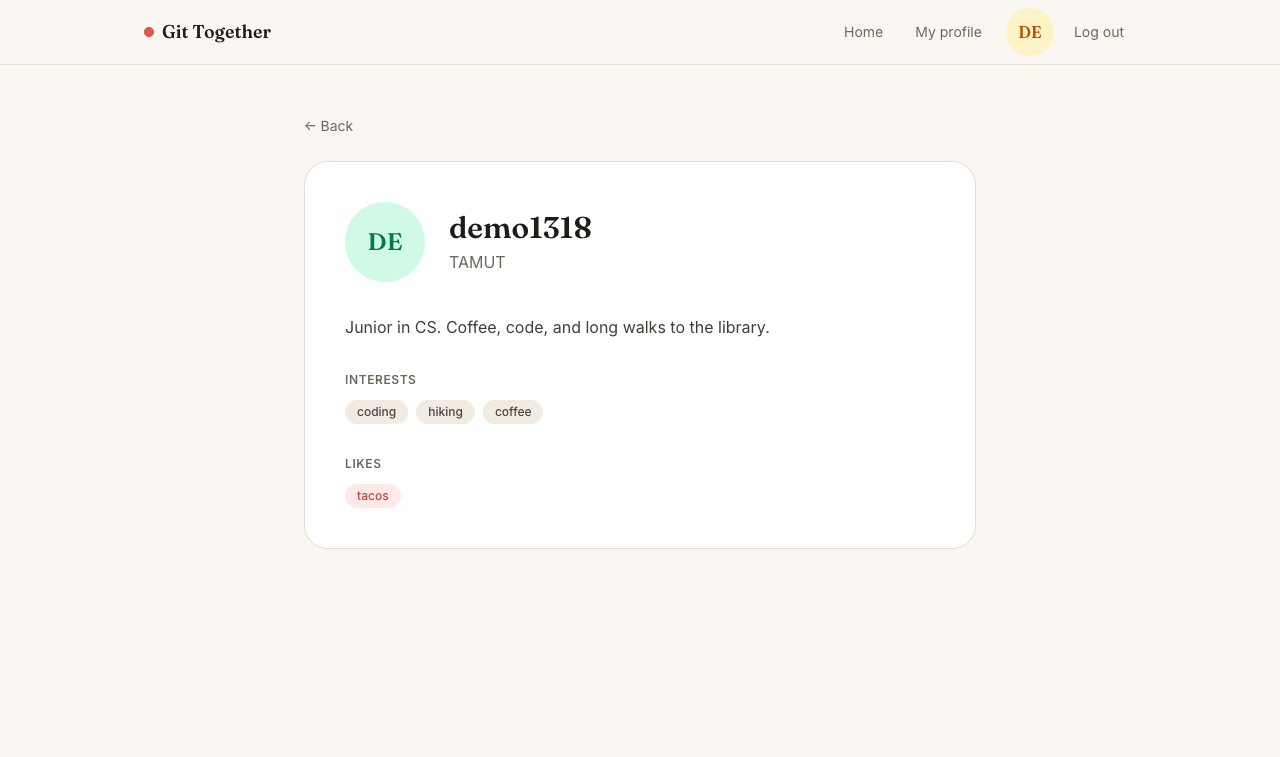 Git Together
Home My profile DE Log out
← Back
DE
demo1318
TAMUT
Junior in CS. Coffee, code, and long walks to the library.
INTERESTS
coding hiking coffee
LIKES
tacos